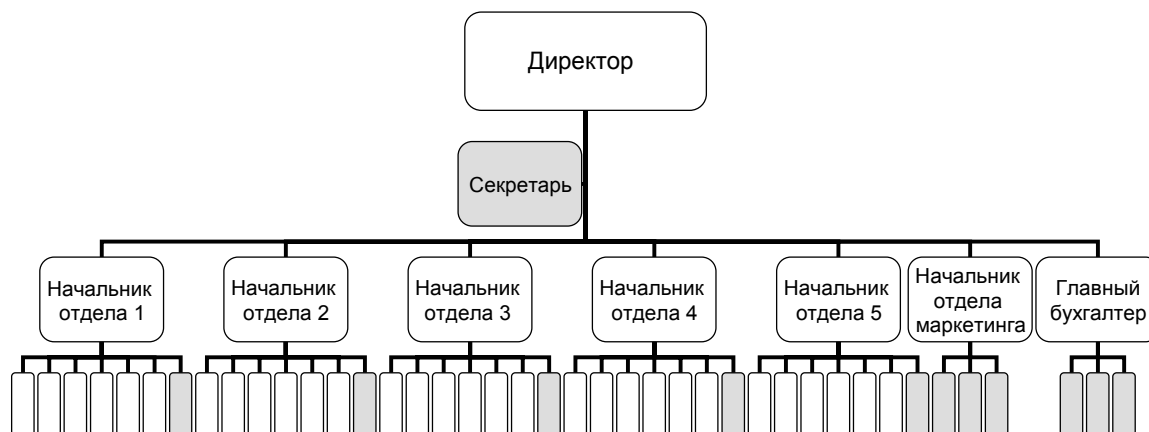 Директор
Секретарь
Начальник
отдела 1
Начальник
отдела 2
Начальник
отдела 3
Начальник
отдела 4
Начальник
отдела 5
Начальник
отдела
маркетинга
Главный
бухгалтер